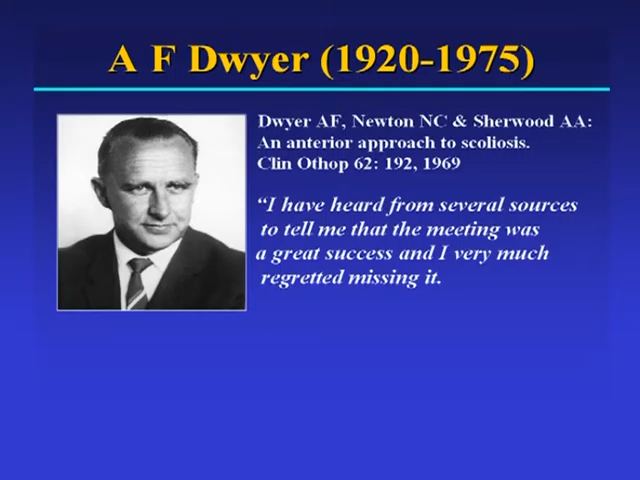 A F Dwyer (1920-1975)
Dwyer AF, Newton NC & Sherwood AA:
An anterior approach to scoliosis.
Clin Othop 62: 192, 1969
“I have heard from several sources
to tell me that the meeting was
a great success and I very much
regretted missing it.